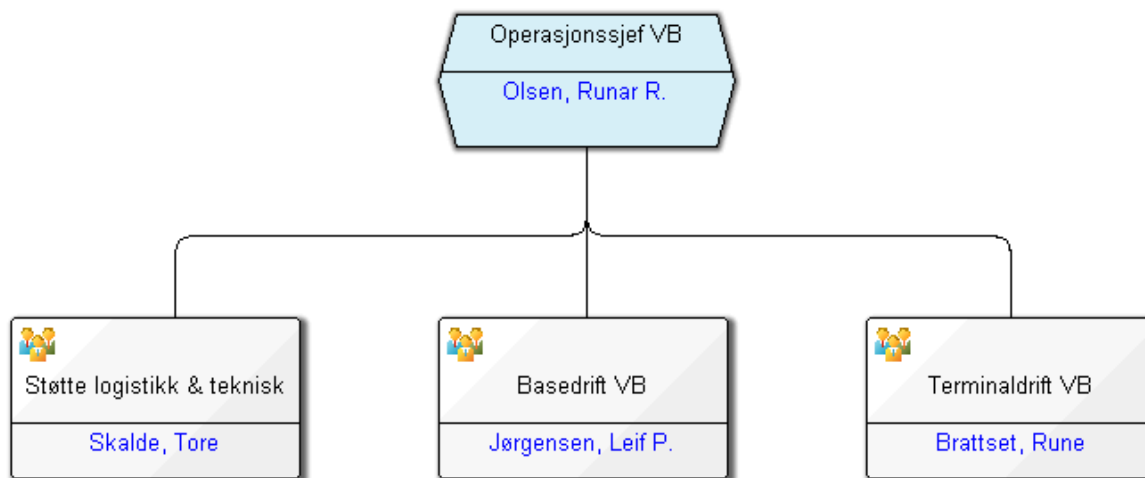 Operasjonssjef VB
Olsen, Runar R.
Støtte logistikk & teknisk
Skalde, Tore
Basedrift VB
Jørgensen, Leif P.
Terminaldrift VB
Brattset, Rune